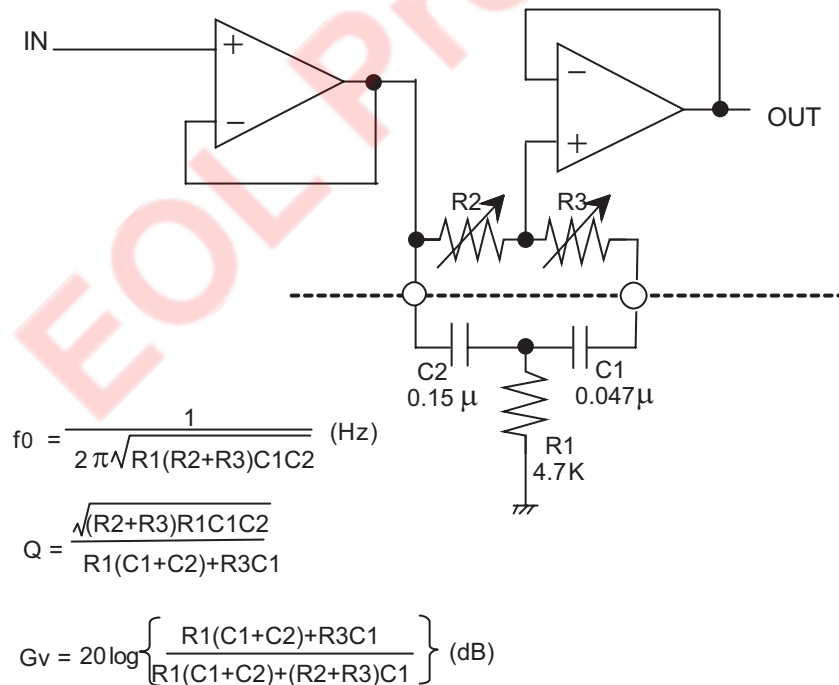 EOL Pro
IN
+
−
−
+
OUT
R2 R3
C2
0.15 μ
C1
0.047μ
R1
4.7K
f0 = 1 / 2π√R1(R2+R3)C1C2 (Hz)
Q = √(R2+R3)R1C1C2 / R1(C1+C2)+R3C1
Gv = 20log{ R1(C1+C2)+R3C1 / R1(C1+C2)+(R2+R3)C1 } (dB)